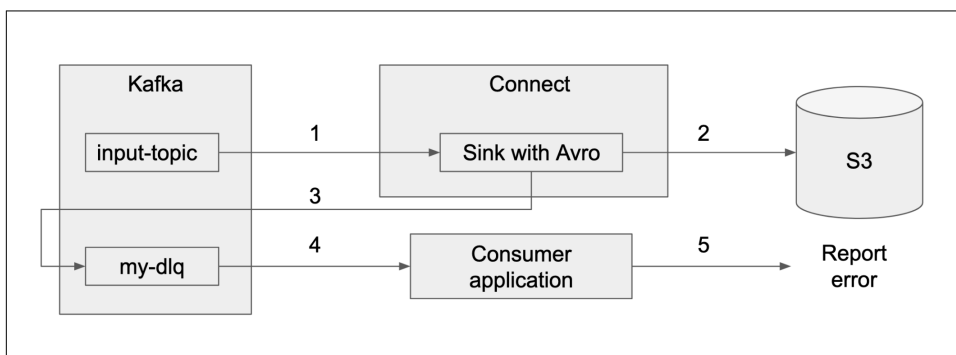 Kafka
Connect
input-topic
1
Sink with Avro
2
S3
3
my-dlq
4
Consumer
application
5
Report
error